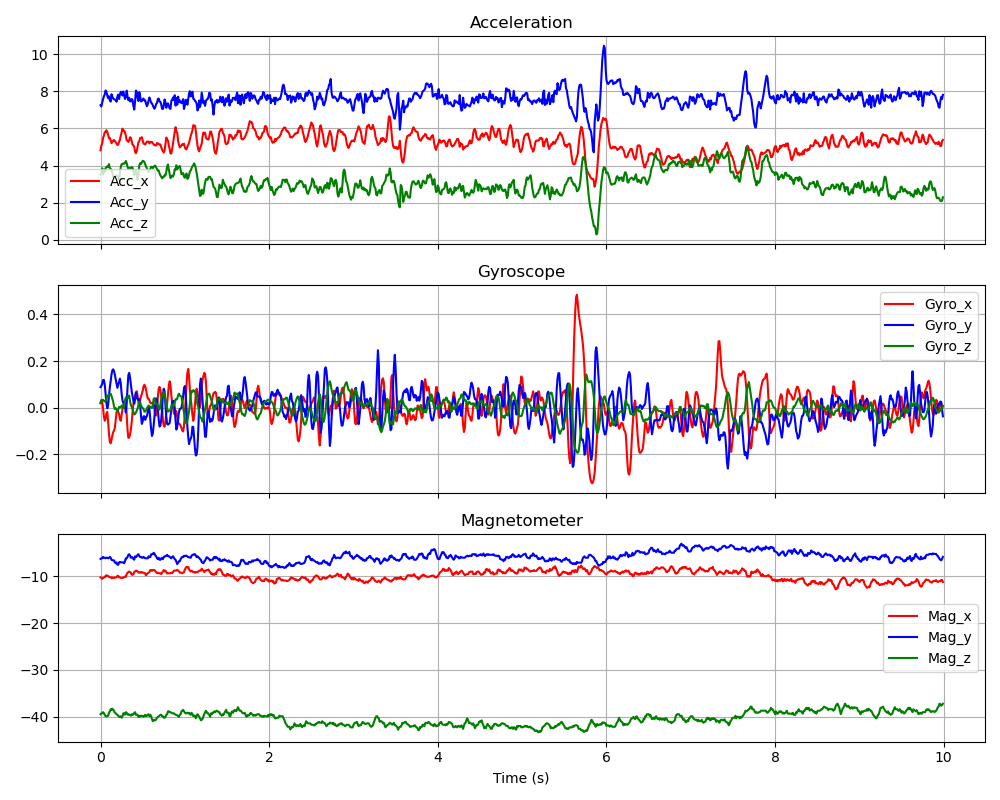 Acceleration
10
8
6
4
2
0
Acc_x
Acc_y
Acc_z
Gyroscope
0.4
0.2
0.0
−0.2
Gyro_x
Gyro_y
Gyro_z
Magnetometer
−10
−20
−30
−40
Mag_x
Mag_y
Mag_z
0 2 4 6 8 10
Time (s)